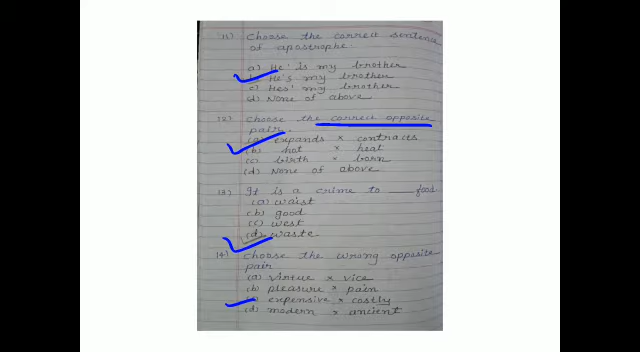 11) Choose the correct sentence
of apostrophe.
a) He' is my brother
b) He's my brother
c) Hes' my brother
d) None of above
12) Choose the correct opposite
pair.
(a) expands × contracts
(b) hot × heat
(c) birth × born
(d) None of above
13) It is a crime to ___ food
(a) waist
(b) good
(c) west
(d) waste
14) Choose the wrong opposite
pair
(a) virtue × vice
(b) pleasure × pain
(c) expensive × costly
(d) modern × ancient